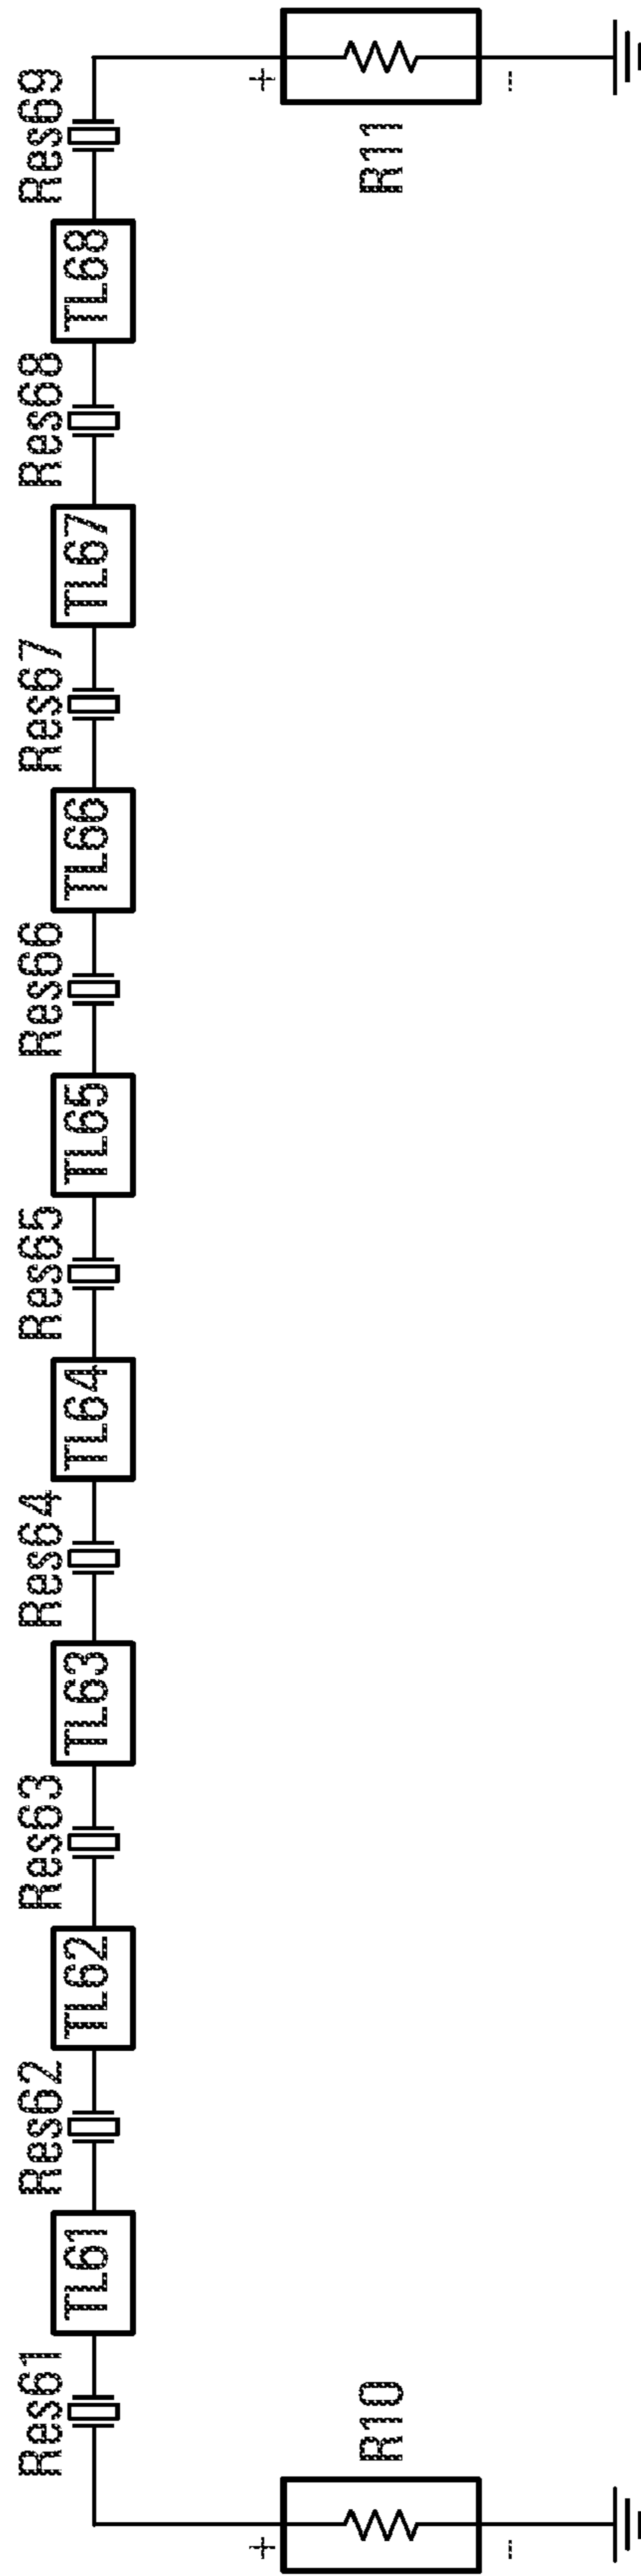 Res61
TL61
Res62
TL62
Res63
TL63
Res64
TL64
Res65
TL65
Res66
TL66
Res67
TL67
Res68
TL68
Res69
+
R10
-
+
R11
-